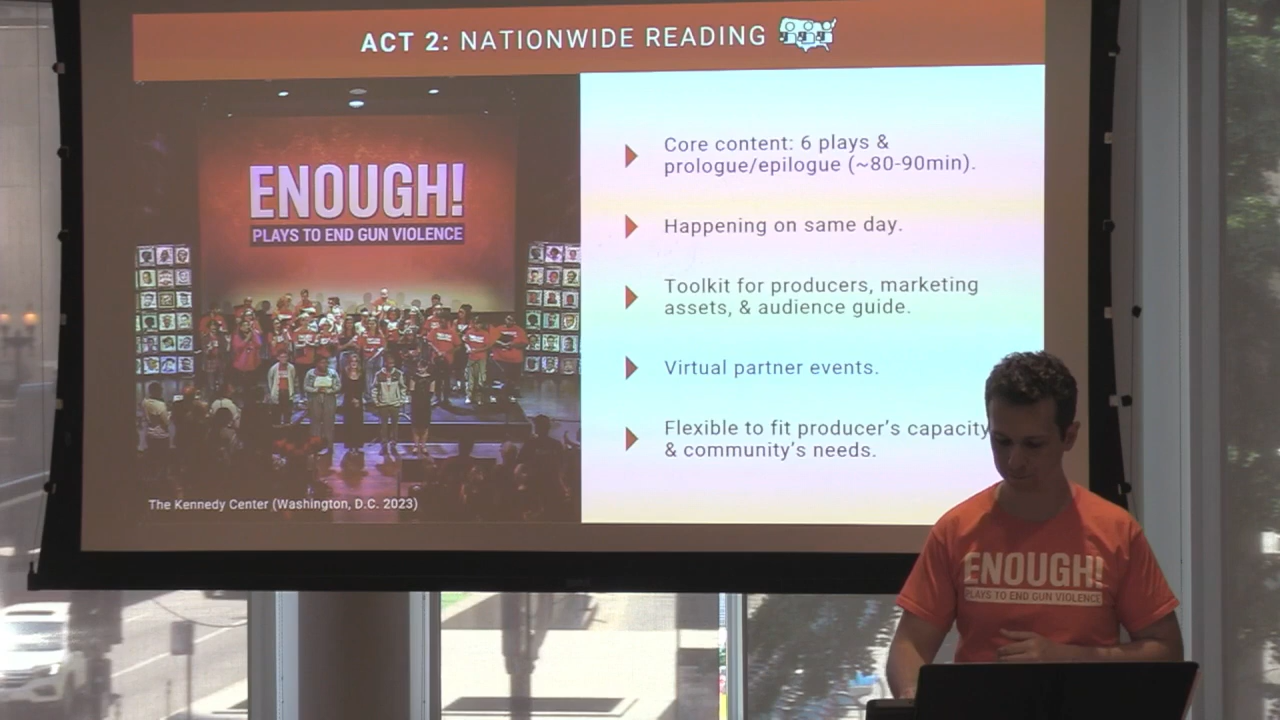 ACT 2: NATIONWIDE READING
ENOUGH!
PLAYS TO END GUN VIOLENCE
The Kennedy Center (Washington, D.C. 2023)
Core content: 6 plays &
prologue/epilogue (~80-90min).
Happening on same day.
Toolkit for producers, marketing
assets, & audience guide.
Virtual partner events.
Flexible to fit producer's capacity
& community's needs.
ENOUGH!
PLAYS TO END GUN VIOLENCE